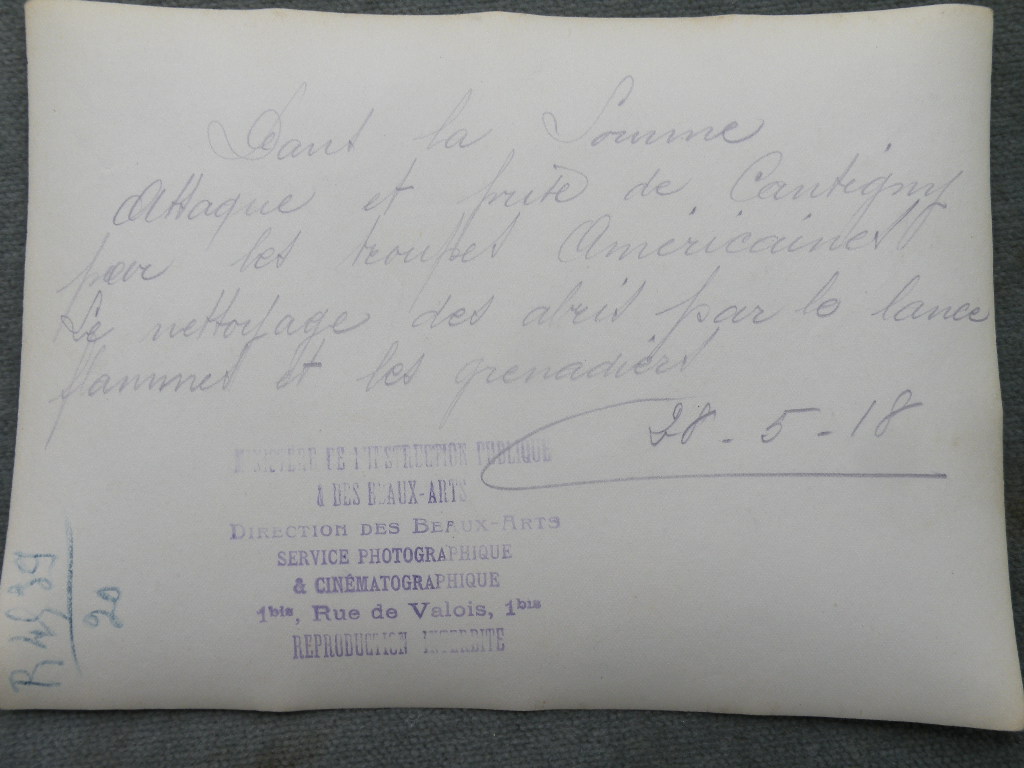 Dans la Somme
Attaque et prise de Cantigny
par les troupes Américaines
Le nettoyage des abris par le lance
flammes et les grenadiers
28-5-18
MINISTÈRE DE L'INSTRUCTION PUBLIQUE
& DES BEAUX-ARTS
DIRECTION DES BEAUX-ARTS
SERVICE PHOTOGRAPHIQUE
& CINÉMATOGRAPHIQUE
1bis, Rue de Valois, 1bis
REPRODUCTION INTERDITE
20